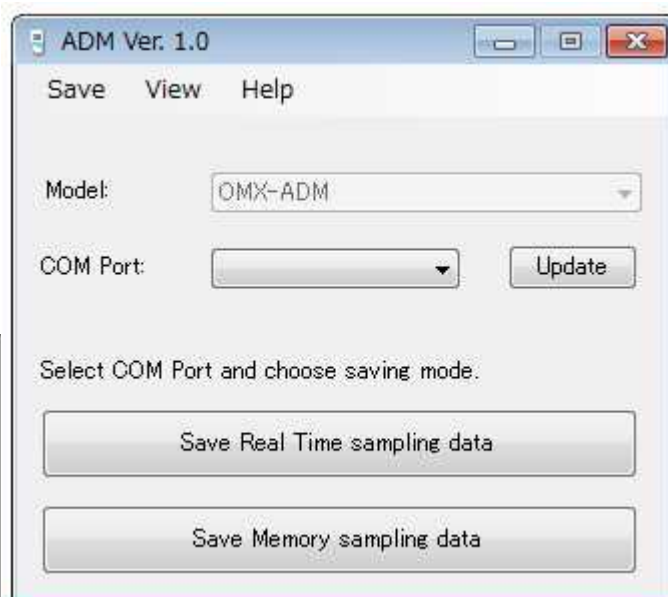 ADM Ver. 1.0
Save View Help
Model: OMX-ADM
COM Port: Update
Select COM Port and choose saving mode.
Save Real Time sampling data
Save Memory sampling data